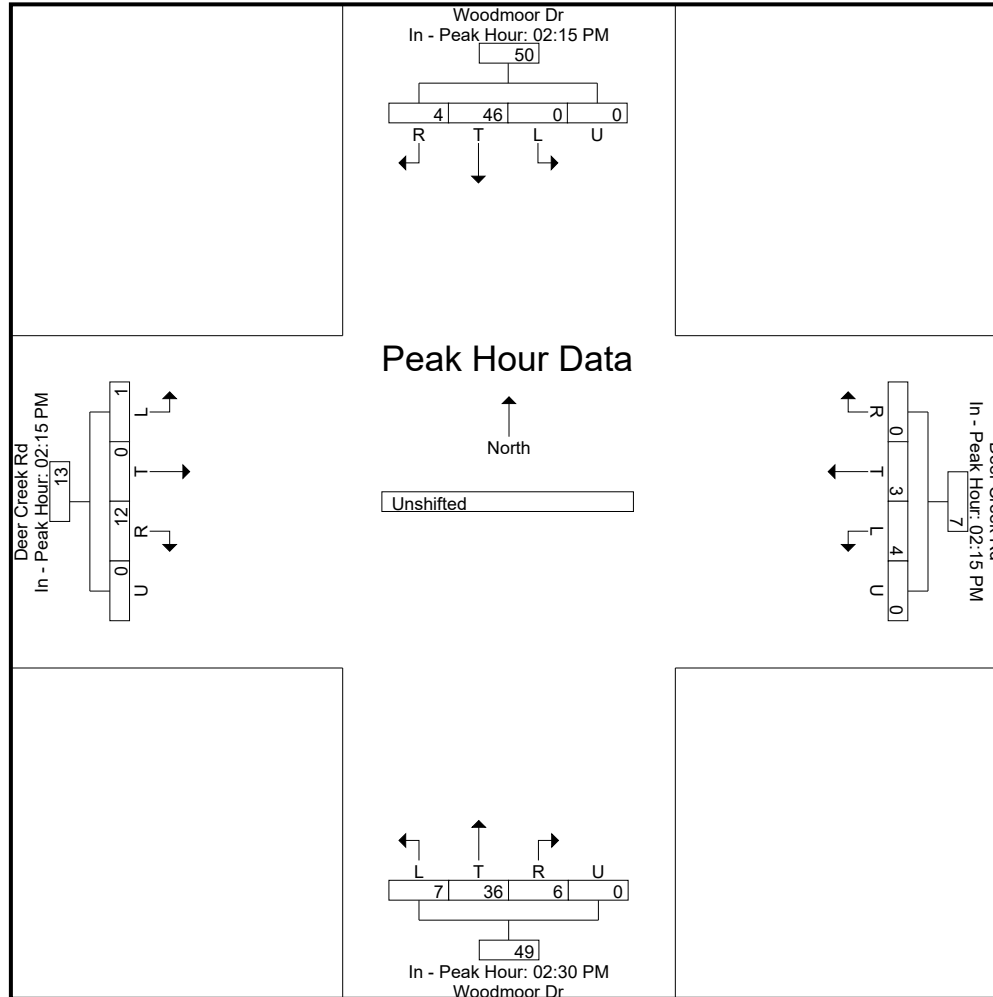 Woodmoor Dr
In - Peak Hour: 02:15 PM
50
4 46 0 0
R T L U
Peak Hour Data
North
Unshifted
Deer Creek Rd
In - Peak Hour: 02:15 PM
13
1 0 12 0
L T R U
In - Peak Hour: 02:15 PM
7
0 3 4 0
R T L U
L T R U
7 36 6 0
49
In - Peak Hour: 02:30 PM
Woodmoor Dr